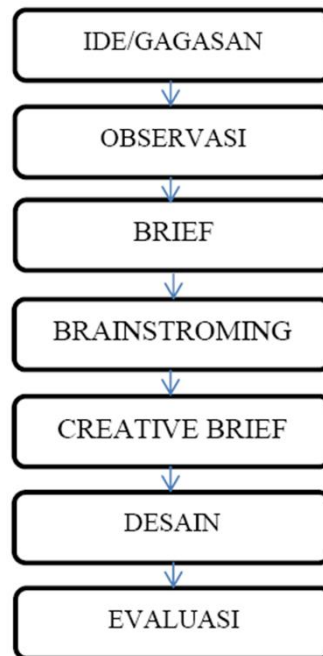 IDE/GAGASAN
OBSERVASI
BRIEF
BRAINSTROMING
CREATIVE BRIEF
DESAIN
EVALUASI